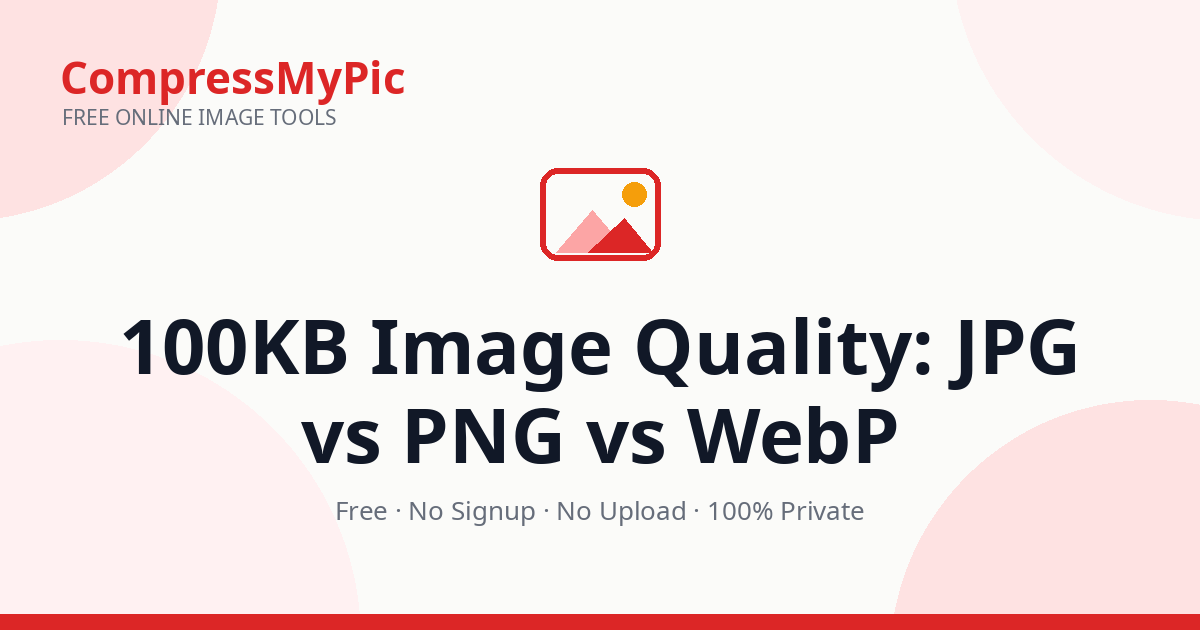 CompressMyPic
FREE ONLINE IMAGE TOOLS
100KB Image Quality: JPG
vs PNG vs WebP
Free · No Signup · No Upload · 100% Private